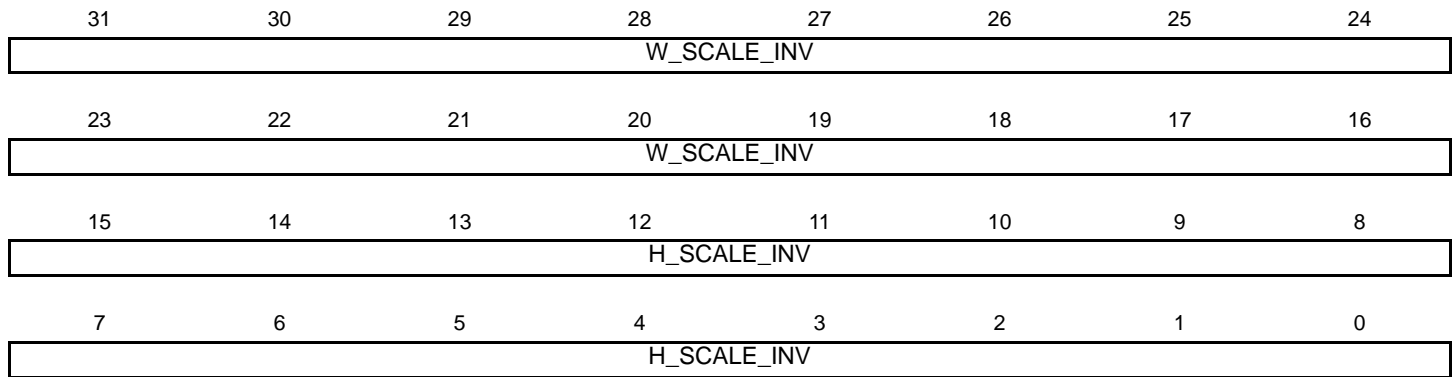 31 30 29 28 27 26 25 24
W_SCALE_INV
23 22 21 20 19 18 17 16
W_SCALE_INV
15 14 13 12 11 10 9 8
H_SCALE_INV
7 6 5 4 3 2 1 0
H_SCALE_INV